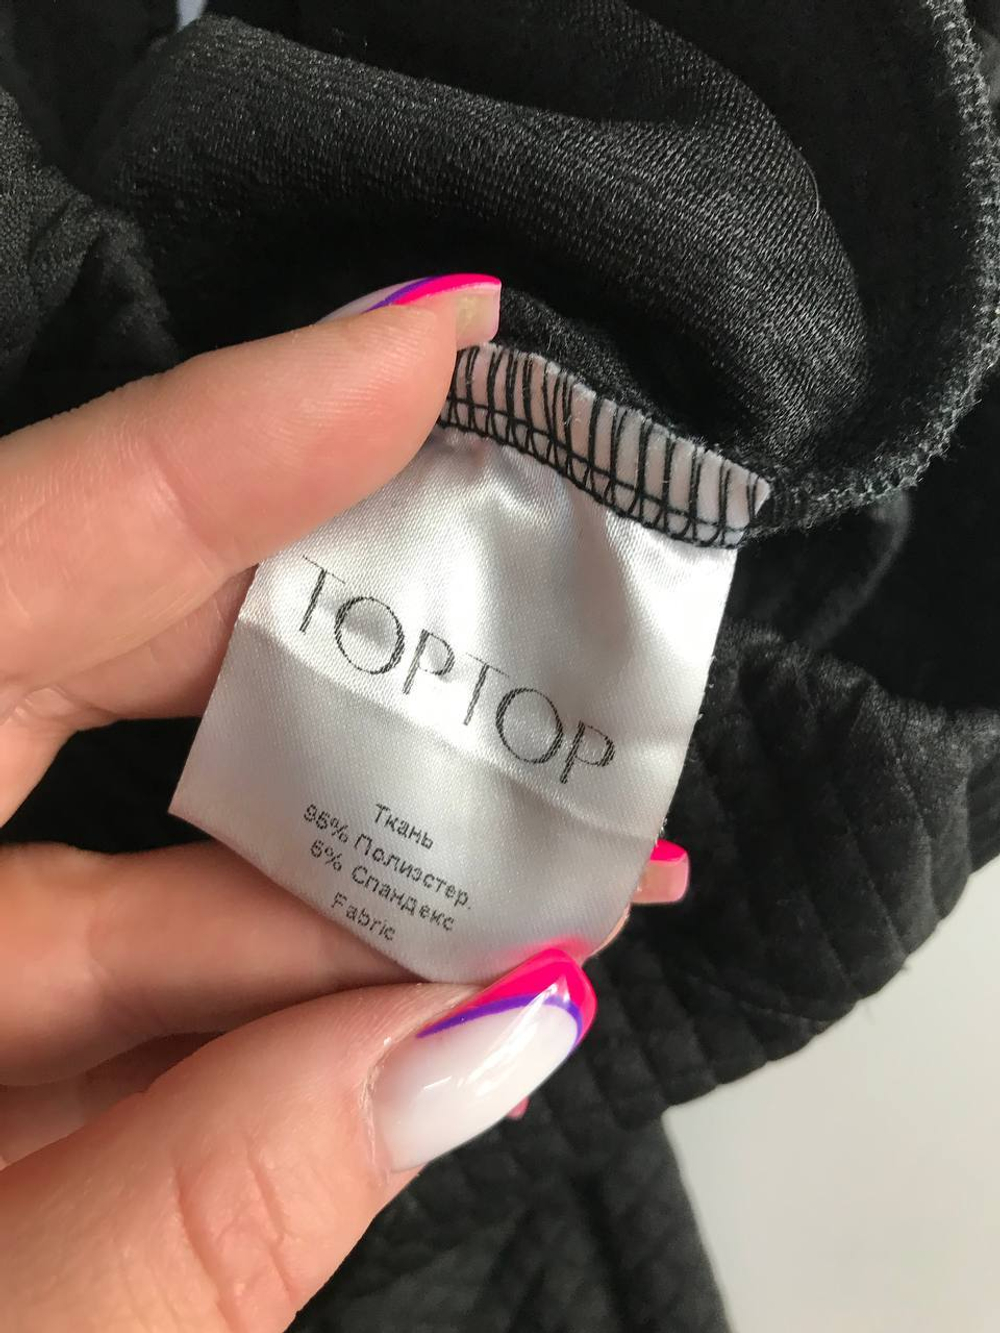 TOPTOP
Ткань
95% Полиэстер.
5% Спандекс
Fabric